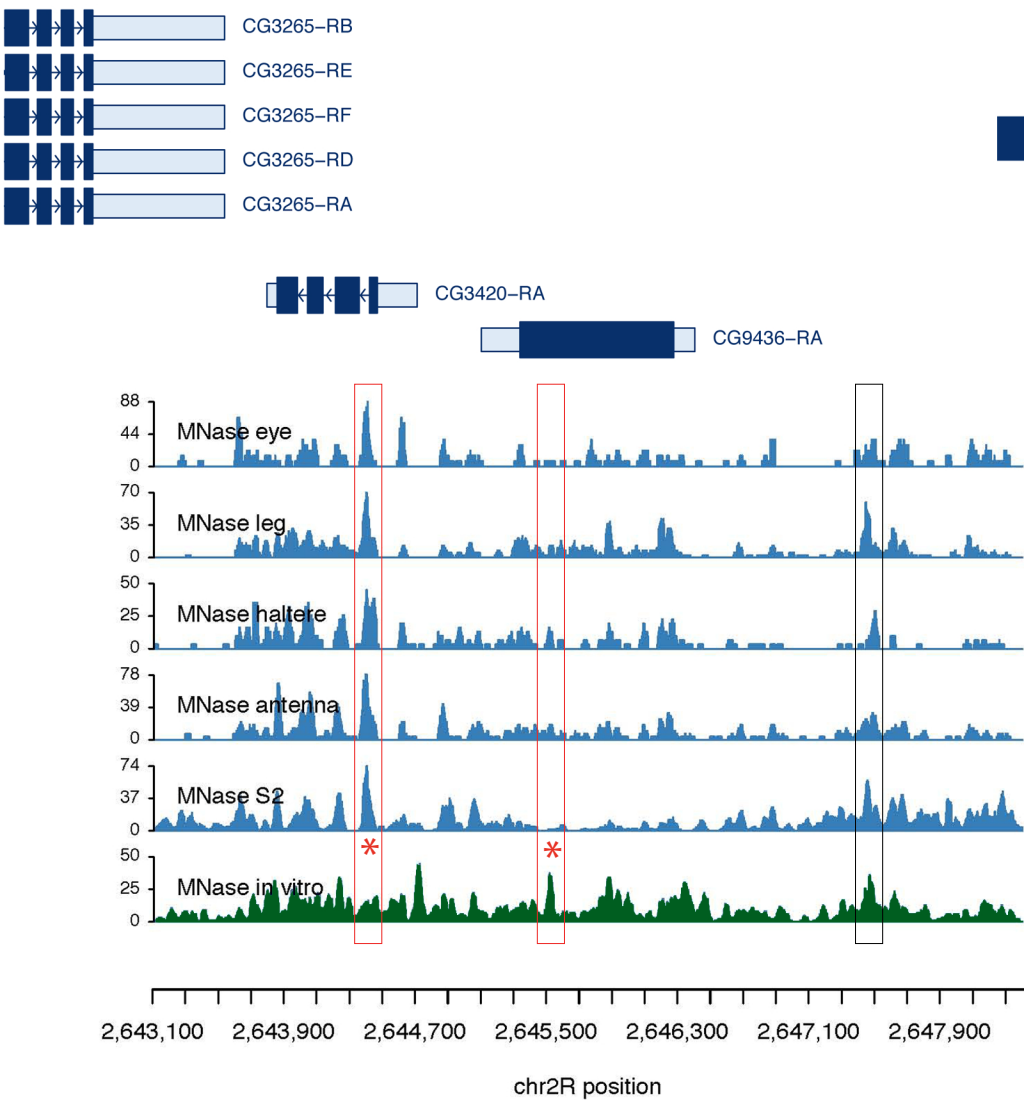 CG3265−RB
CG3265−RE
CG3265−RF
CG3265−RD
CG3265−RA
CG3420−RA
CG9436−RA
88
44
0
MNase eye
70
35
0
MNase leg
50
25
0
MNase haltere
78
39
0
MNase antenna
74
37
0
MNase S2
* *
50
25
0
MNase in vitro
2,643,100 2,643,900 2,644,700 2,645,500 2,646,300 2,647,100 2,647,900
chr2R position